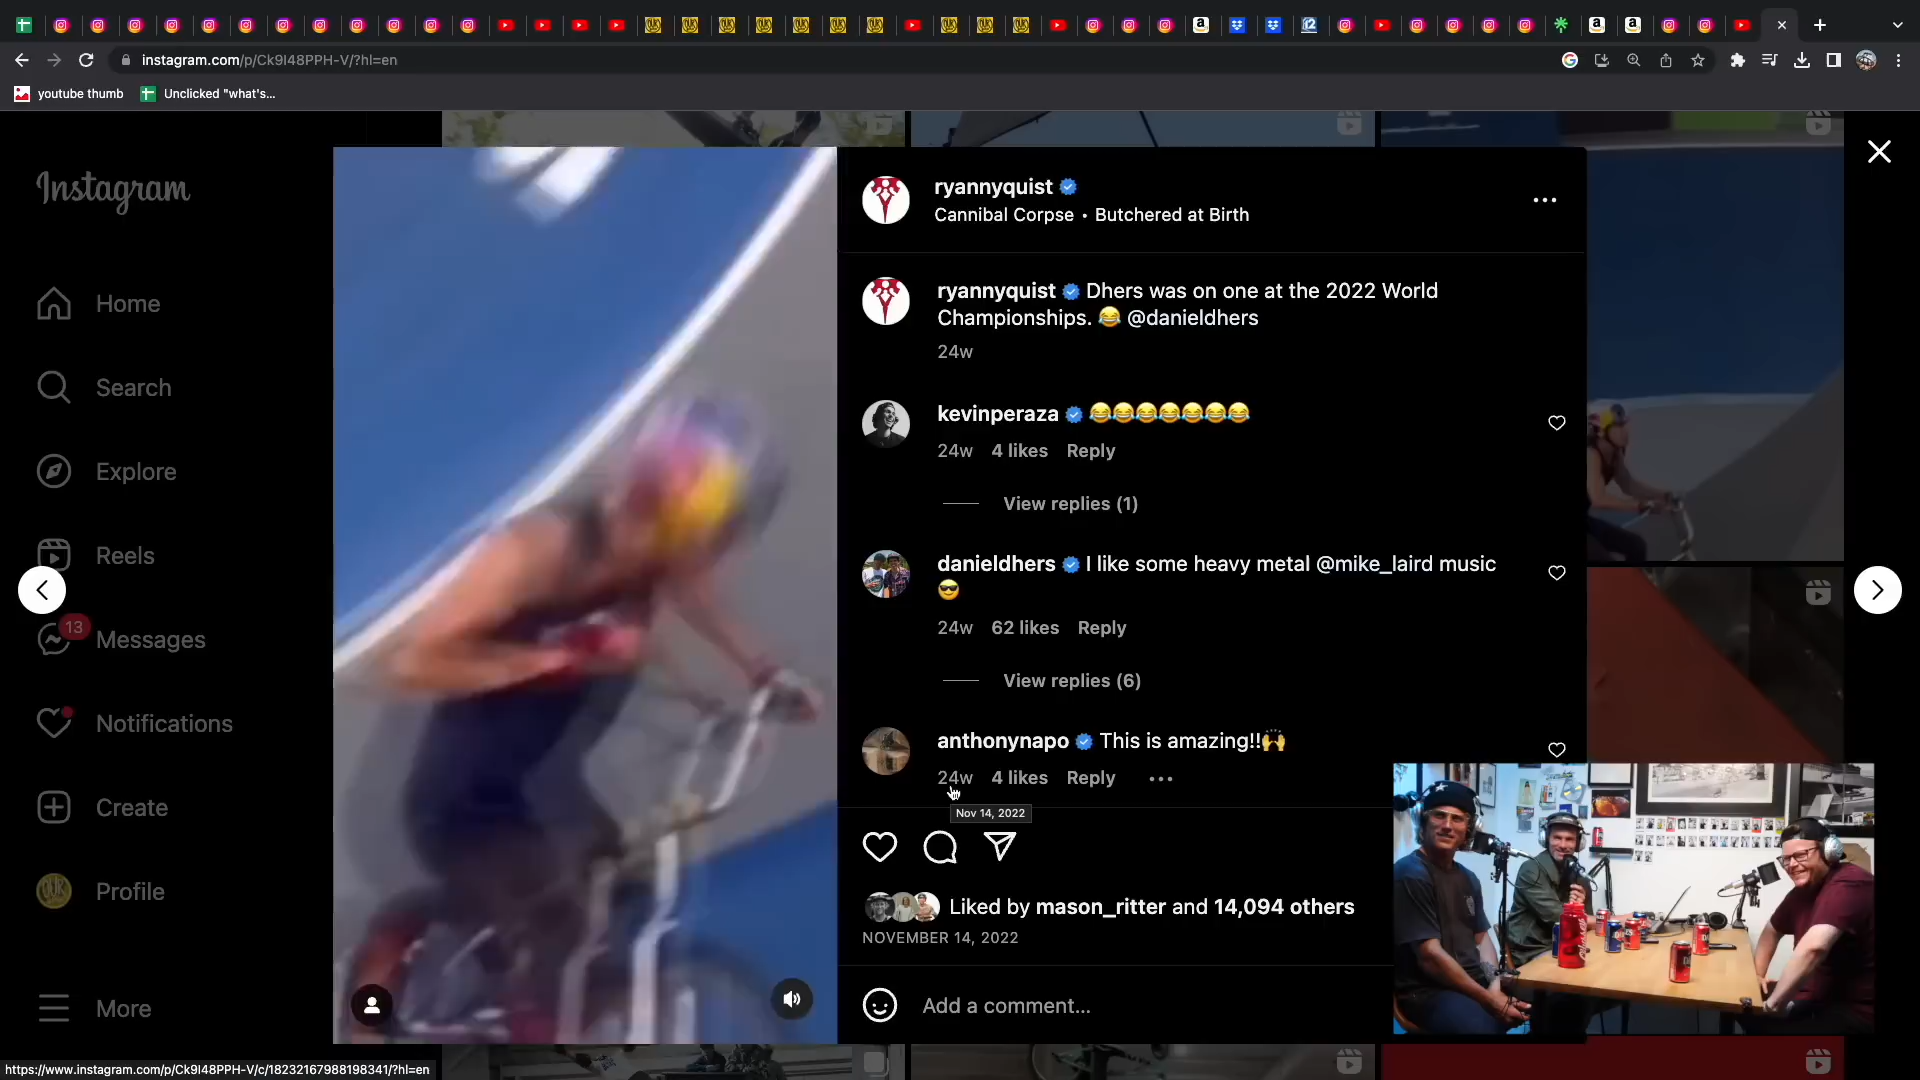 instagram.com/p/Ck9I48PPH-V/?hl=en
youtube thumb
Unclicked "what's...
Instagram
Home
Search
Explore
Reels
13
Messages
Notifications
Create
Profile
More
ryannyquist
Cannibal Corpse • Butchered at Birth
ryannyquist Dhers was on one at the 2022 World
Championships. 😂 @danieldhers
24w
kevinperaza 😂😂😂😂😂😂😂
24w 4 likes Reply
View replies (1)
danieldhers I like some heavy metal @mike_laird music
😎
24w 62 likes Reply
View replies (6)
anthonynapo This is amazing!!🙌
24w 4 likes Reply
Nov 14, 2022
Liked by mason_ritter and 14,094 others
NOVEMBER 14, 2022
Add a comment...
https://www.instagram.com/p/Ck9I48PPH-V/c/18232167988198341/?hl=en